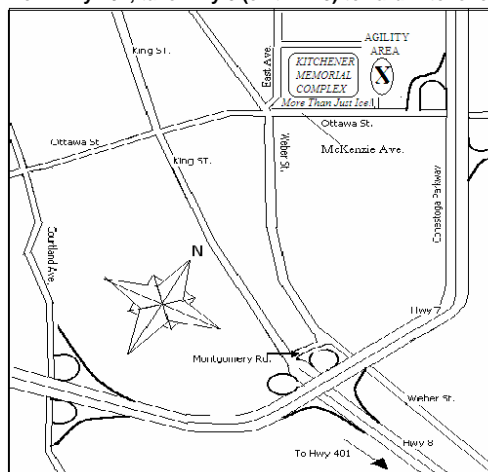 King ST.
East Ave.
AGILITY
AREA
KITCHENER
MEMORIAL
COMPLEX
X
More Than Just Ice!
Ottawa St.
McKenzie Ave.
Ottawa St
King ST.
Weber St.
Conestoga Parkway
Courtland Ave.
N
Hwy 7
Montgomery Rd.
Weber St.
Hwy 8
To Hwy 401